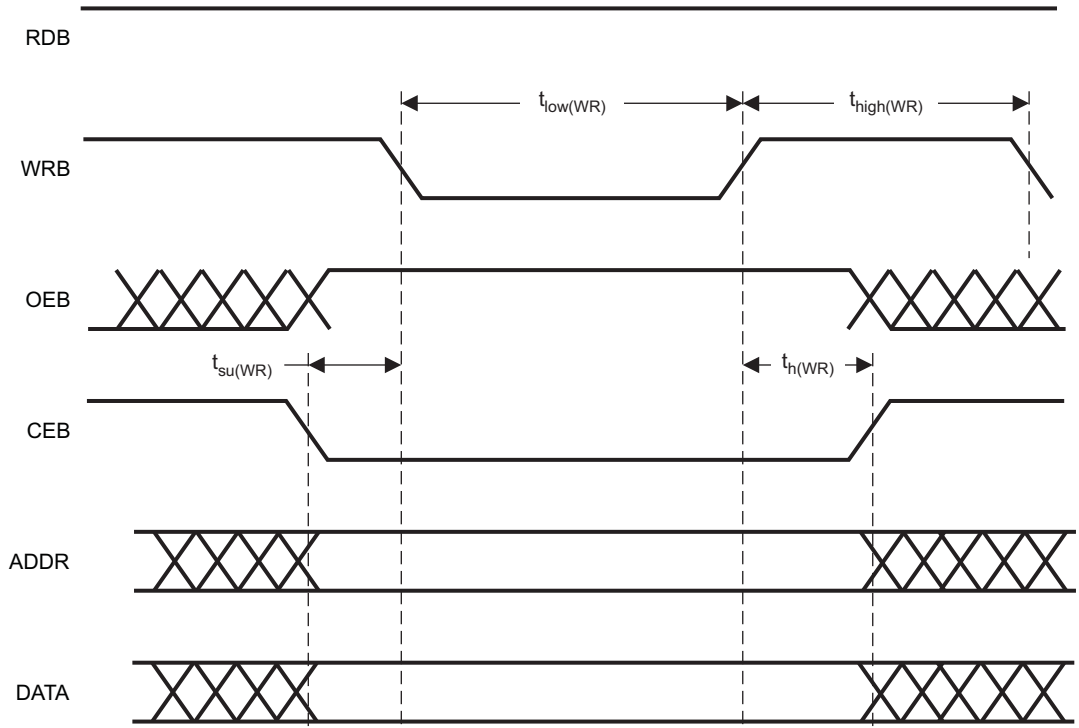 RDB
t_low(WR)
t_high(WR)
WRB
OEB
t_su(WR)
t_h(WR)
CEB
ADDR
DATA